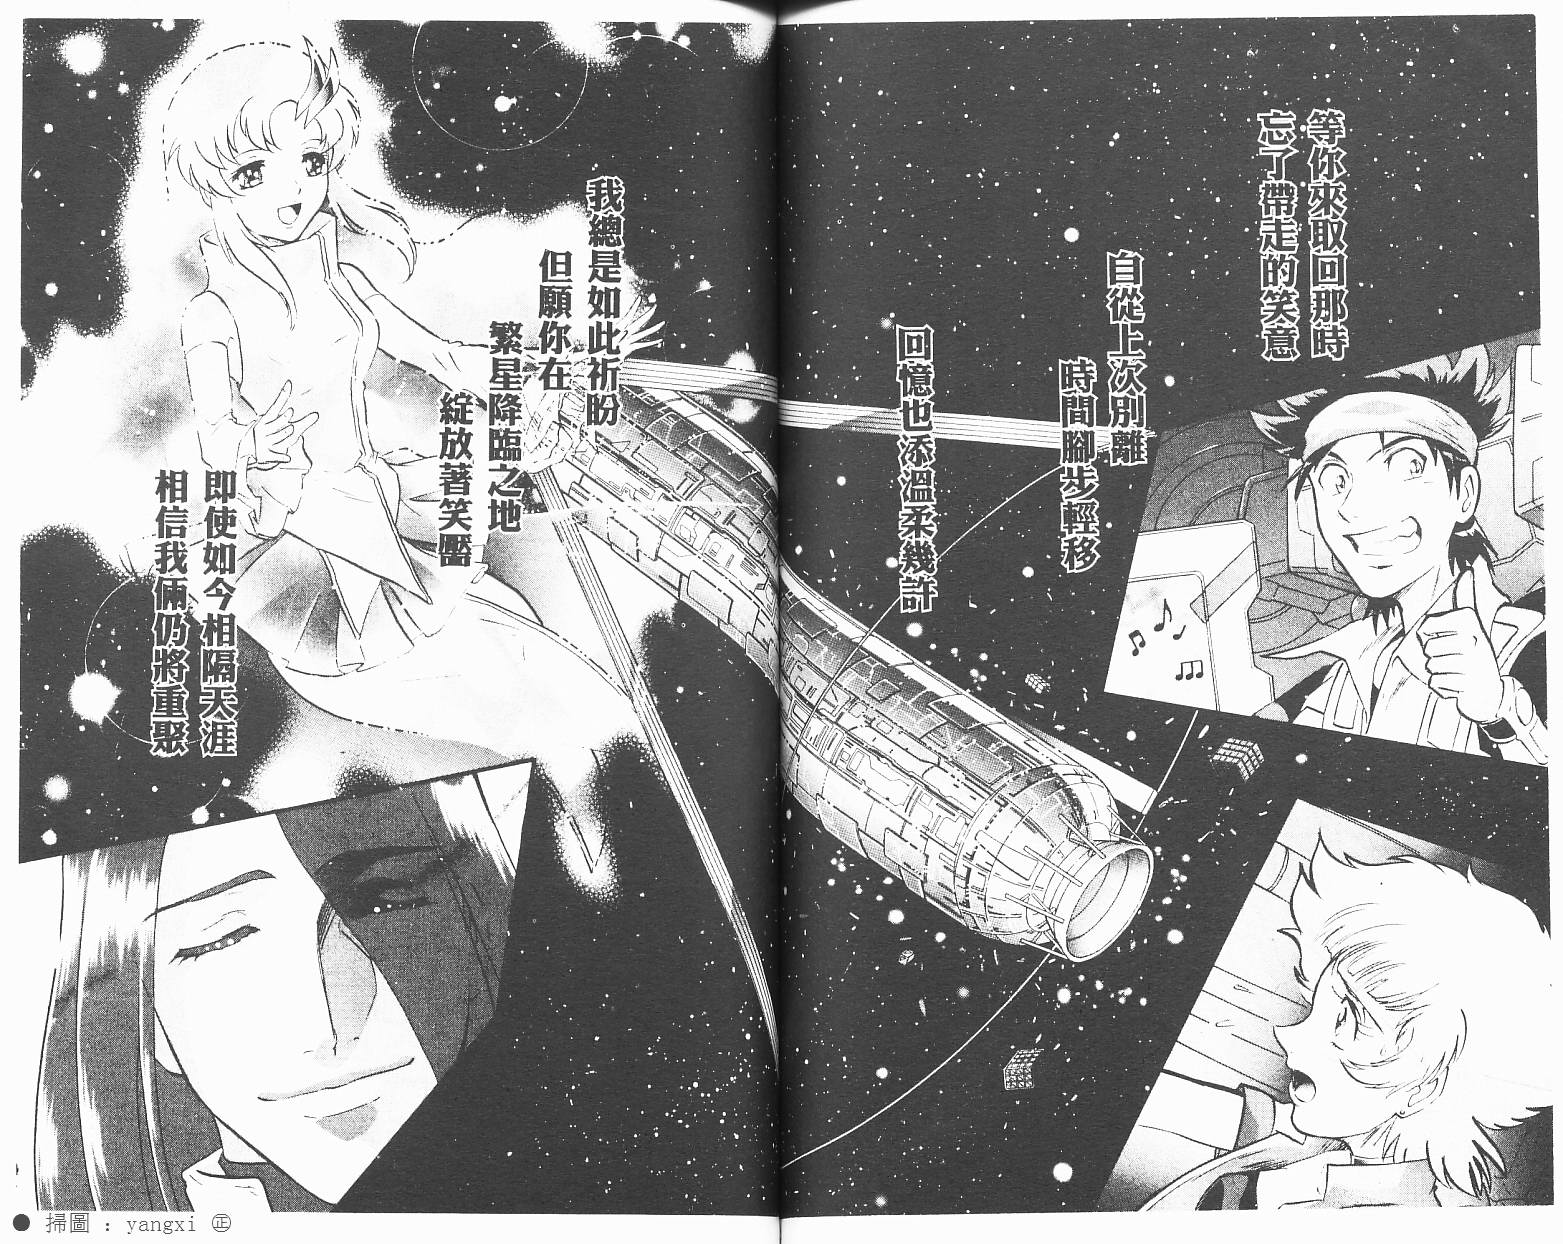 等你來取回那時
忘了帶走的笑意
自從上次別離
時間腳步輕移
回憶也添溫柔幾許
我總是如此祈盼
但願你在
繁星降臨之地
綻放著笑靨
即使如今相隔天涯
相信我倆仍將重聚
● 掃圖 : yangxi ㊣